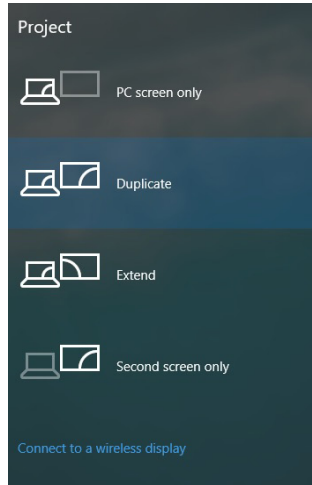 Project
PC screen only
Duplicate
Extend
Second screen only
Connect to a wireless display